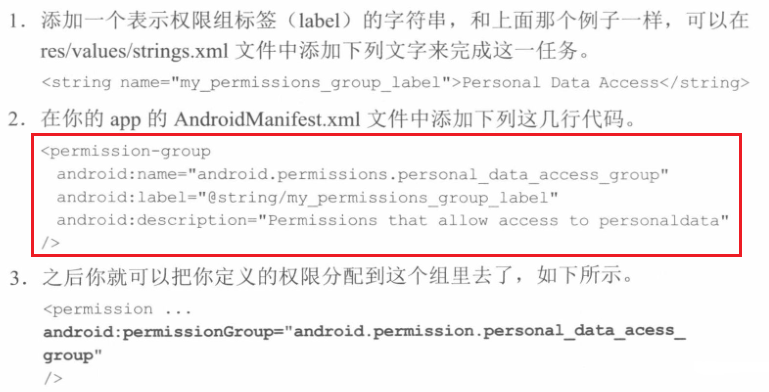 1. 添加一个表示权限组标签（label）的字符串，和上面那个例子一样，可以在
res/values/strings.xml 文件中添加下列文字来完成这一任务。
<string name="my_permissions_group_label">Personal Data Access</string>
2. 在你的 app 的 AndroidManifest.xml 文件中添加下列这几行代码。
<permission-group
android:name="android.permissions.personal_data_access_group"
android:label="@string/my_permissions_group_label"
android:description="Permissions that allow access to personaldata"
/>
3. 之后你就可以把你定义的权限分配到这个组里去了，如下所示。
<permission ...
android:permissionGroup="android.permission.personal_data_acess_
group"
/>